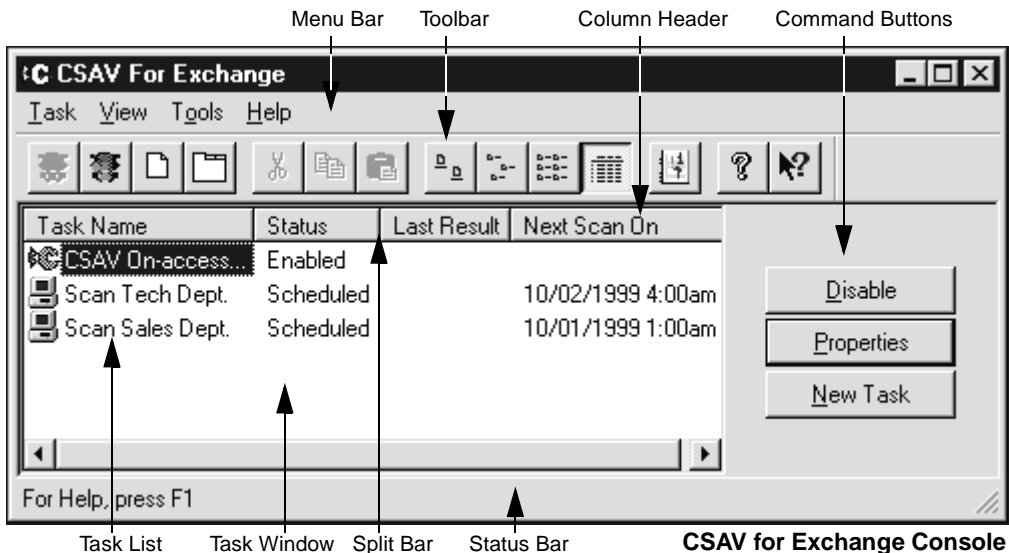 Menu Bar Toolbar Column Header Command Buttons
CSAV For Exchange
Task View Tools Help
Task Name Status Last Result Next Scan On
CSAV On-access... Enabled
Scan Tech Dept. Scheduled 10/02/1999 4:00am
Scan Sales Dept. Scheduled 10/01/1999 1:00am
Disable
Properties
New Task
For Help, press F1
Task List Task Window Split Bar Status Bar CSAV for Exchange Console